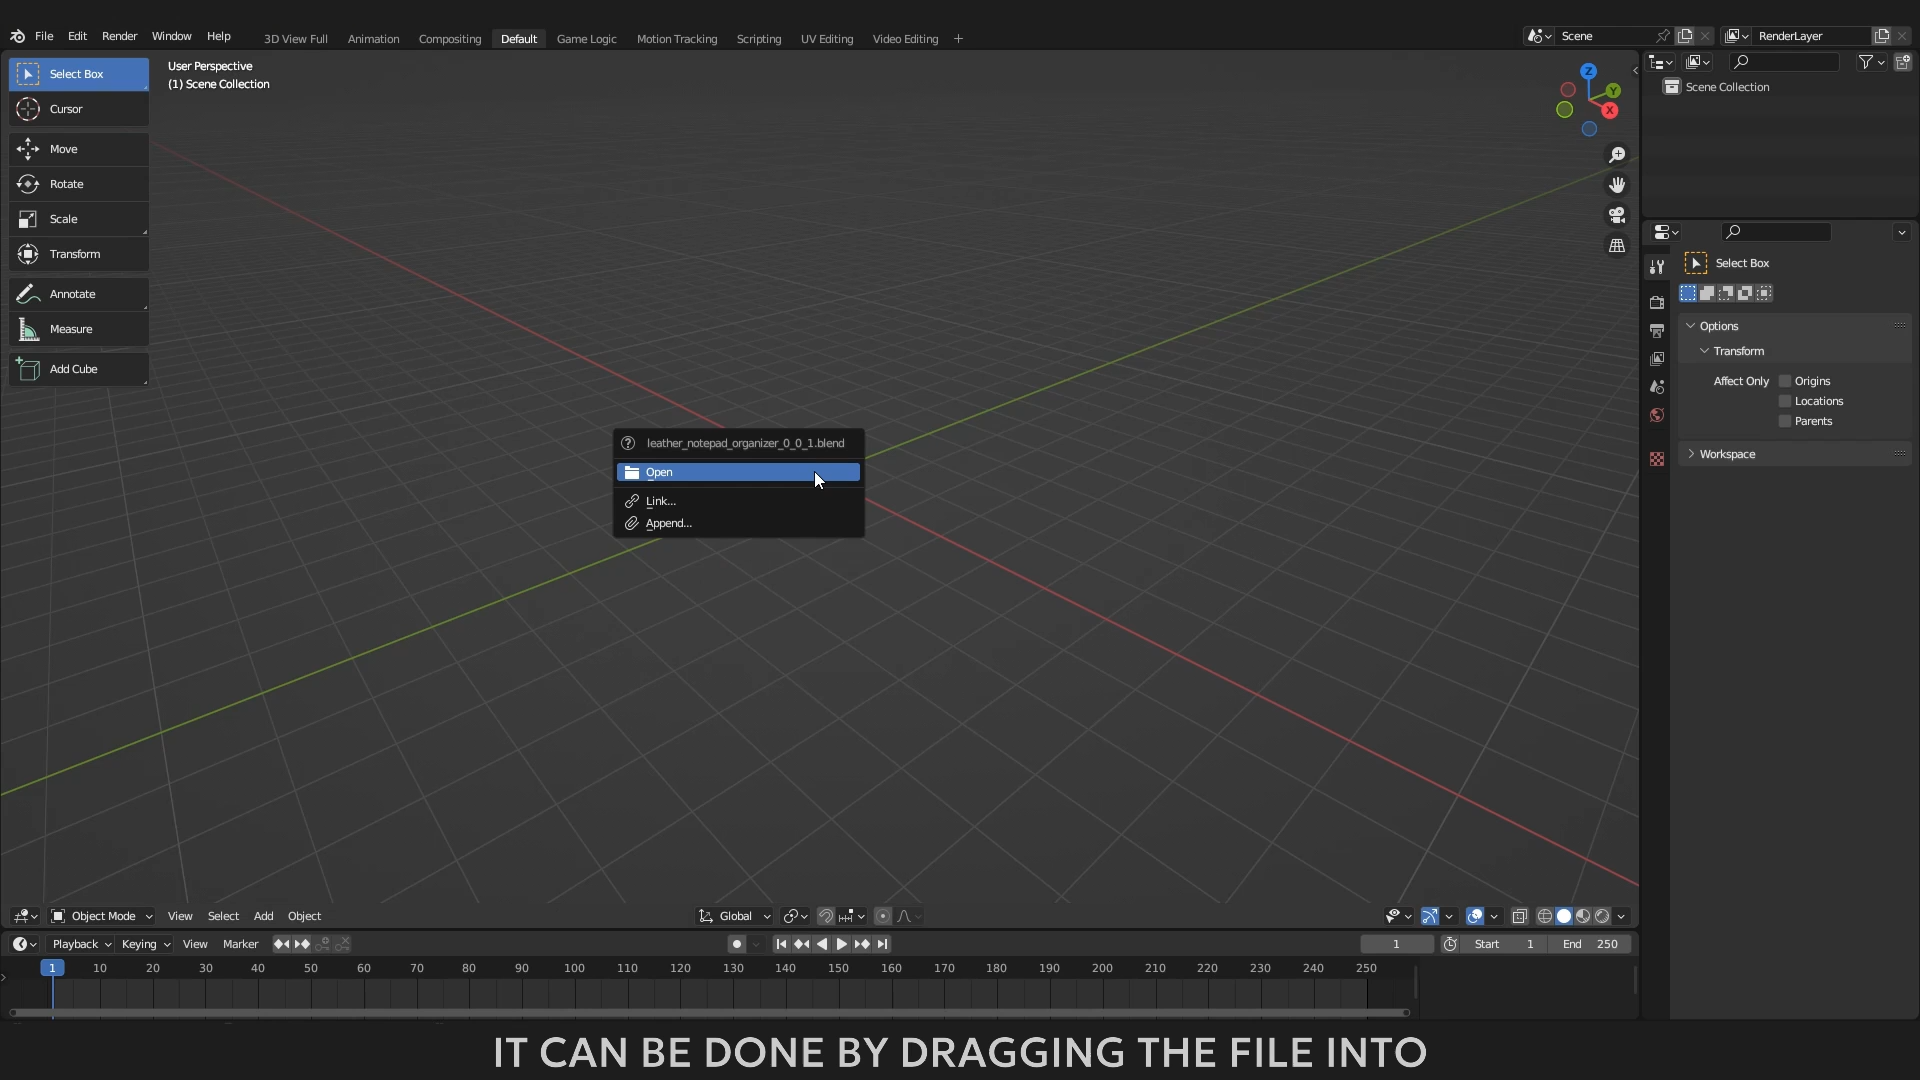 File Edit Render Window Help 3D View Full Animation Compositing Default Game Logic Motion Tracking Scripting UV Editing Video Editing + Scene RenderLayer
Select Box
Cursor
Move
Rotate
Scale
Transform
Annotate
Measure
Add Cube
User Perspective
(1) Scene Collection
Z
Y
X
leather_notepad_organizer_0_0_1.blend
Open
Link...
Append...
Scene Collection
Select Box
Options
Transform
Affect Only Origins
Locations
Parents
Workspace
Object Mode View Select Add Object Global
Playback Keying View Marker 1 Start 1 End 250
1 10 20 30 40 50 60 70 80 90 100 110 120 130 140 150 160 170 180 190 200 210 220 230 240 250
IT CAN BE DONE BY DRAGGING THE FILE INTO